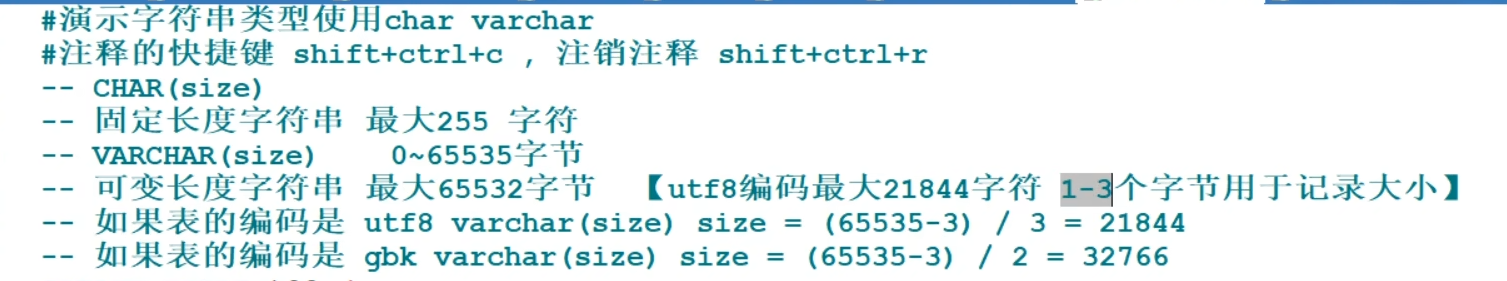 #演示字符串类型使用char varchar
#注释的快捷键 shift+ctrl+c , 注销注释 shift+ctrl+r
-- CHAR(size)
-- 固定长度字符串 最大255 字符
-- VARCHAR(size) 0~65535字节
-- 可变长度字符串 最大65532字节 【utf8编码最大21844字符 1-3个字节用于记录大小】
-- 如果表的编码是 utf8 varchar(size) size = (65535-3) / 3 = 21844
-- 如果表的编码是 gbk varchar(size) size = (65535-3) / 2 = 32766